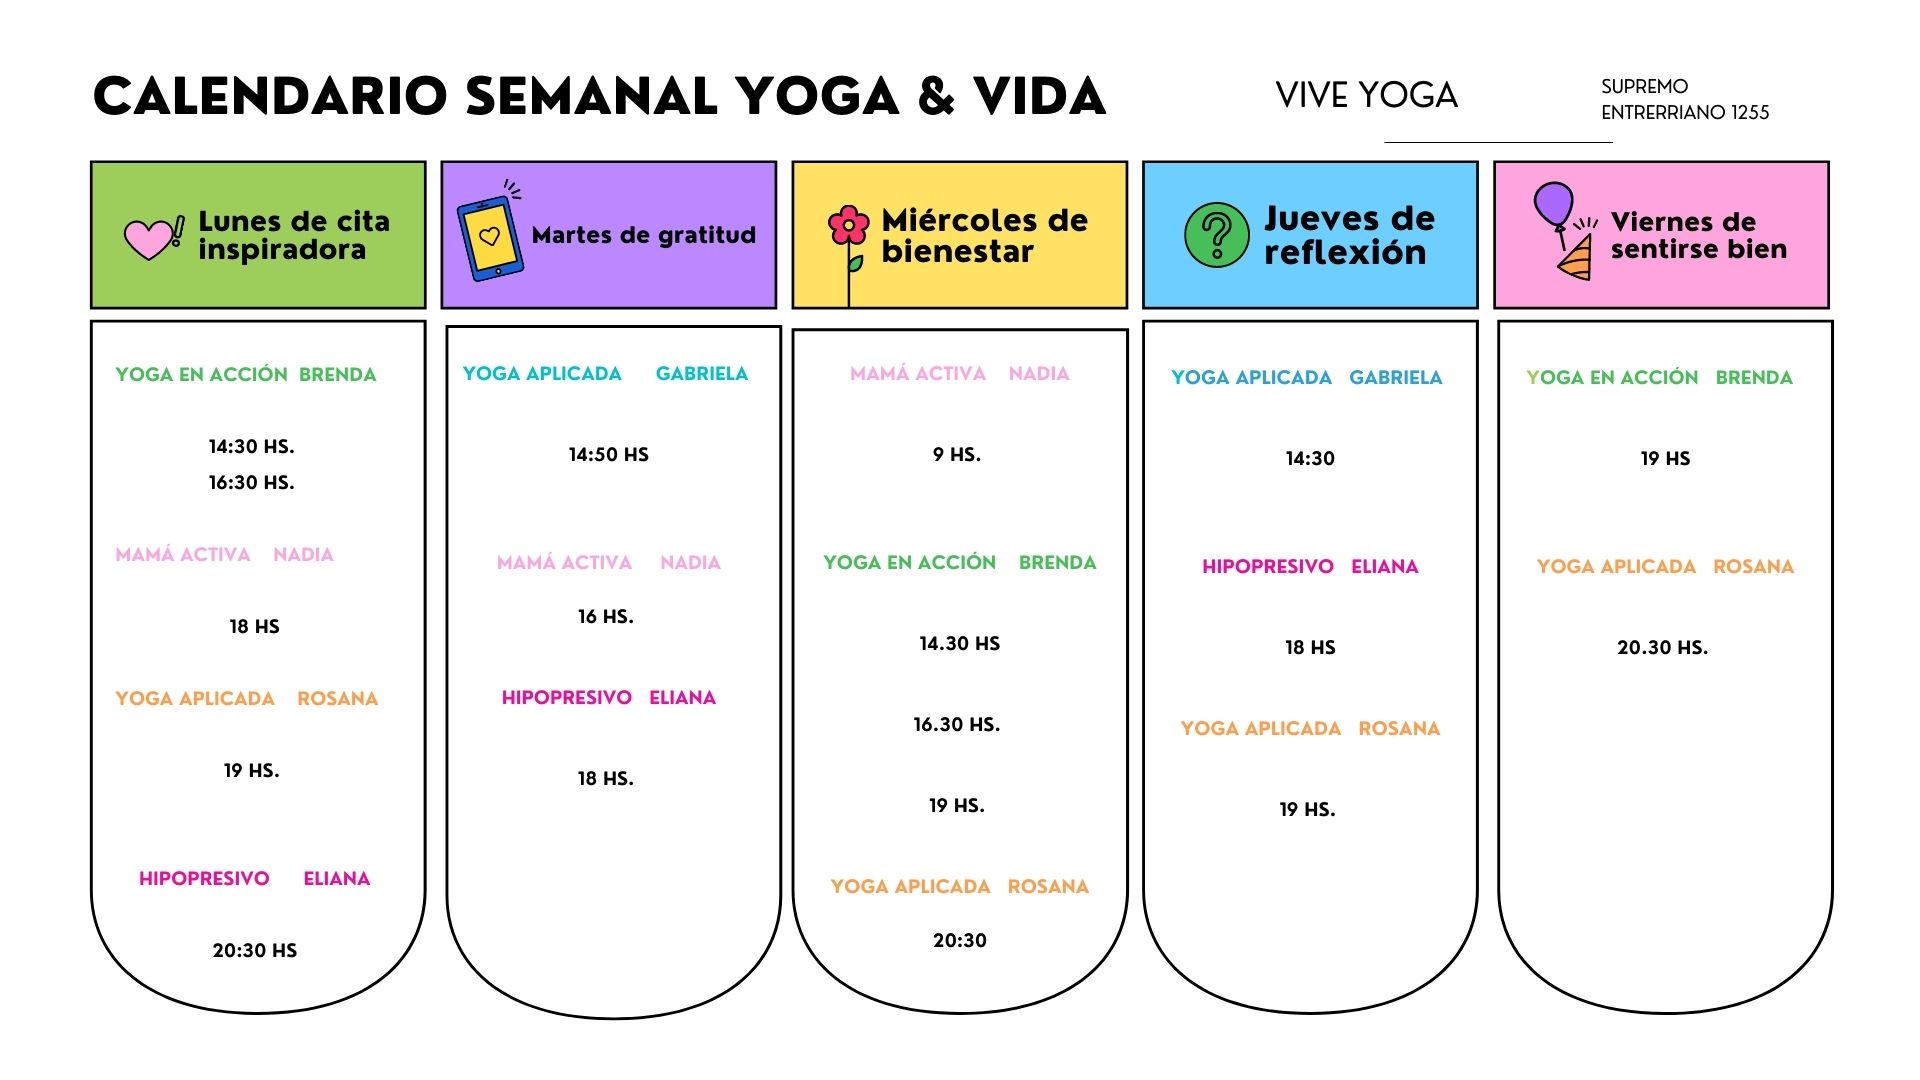 CALENDARIO SEMANAL YOGA & VIDA
VIVE YOGA
SUPREMO
ENTRERRIANO 1255
Lunes de cita
inspiradora
YOGA EN ACCIÓN BRENDA
14:30 HS.
16:30 HS.
MAMÁ ACTIVA NADIA
18 HS
YOGA APLICADA ROSANA
19 HS.
HIPOPRESIVO ELIANA
20:30 HS
Martes de gratitud
YOGA APLICADA GABRIELA
14:50 HS
MAMÁ ACTIVA NADIA
16 HS.
HIPOPRESIVO ELIANA
18 HS.
Miércoles de
bienestar
MAMÁ ACTIVA NADIA
9 HS.
YOGA EN ACCIÓN BRENDA
14.30 HS
16.30 HS.
19 HS.
YOGA APLICADA ROSANA
20:30
Jueves de
reflexión
YOGA APLICADA GABRIELA
14:30
HIPOPRESIVO ELIANA
18 HS
YOGA APLICADA ROSANA
19 HS.
Viernes de
sentirse bien
YOGA EN ACCIÓN BRENDA
19 HS
YOGA APLICADA ROSANA
20.30 HS.